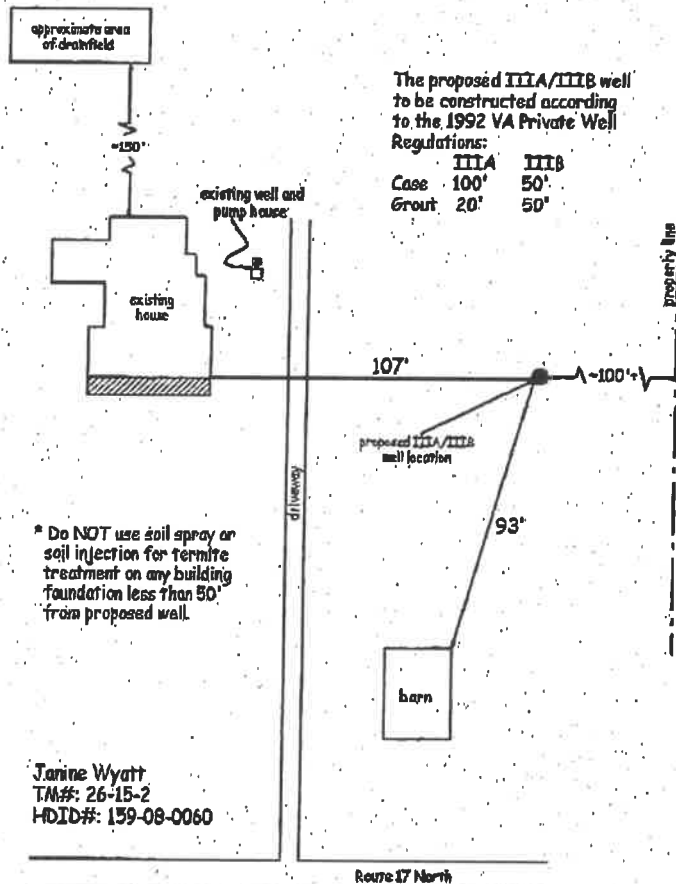 approximate area
of drainfield
~150'
The proposed IIIA/IIIB well
to be constructed according
to the 1992 VA Private Well
Regulations:
IIIA IIIB
Case 100' 50'
Grout 20' 50'
existing well and
pump house
property line
existing
house
107'
~100'+
proposed IIIA/IIIB
well location
driveway
93'
* Do NOT use soil spray or
soil injection for termite
treatment on any building
foundation less than 50'
from proposed well.
barn
Janine Wyatt
TM#: 26-15-2
HDID#: 159-08-0060
Route 17 North